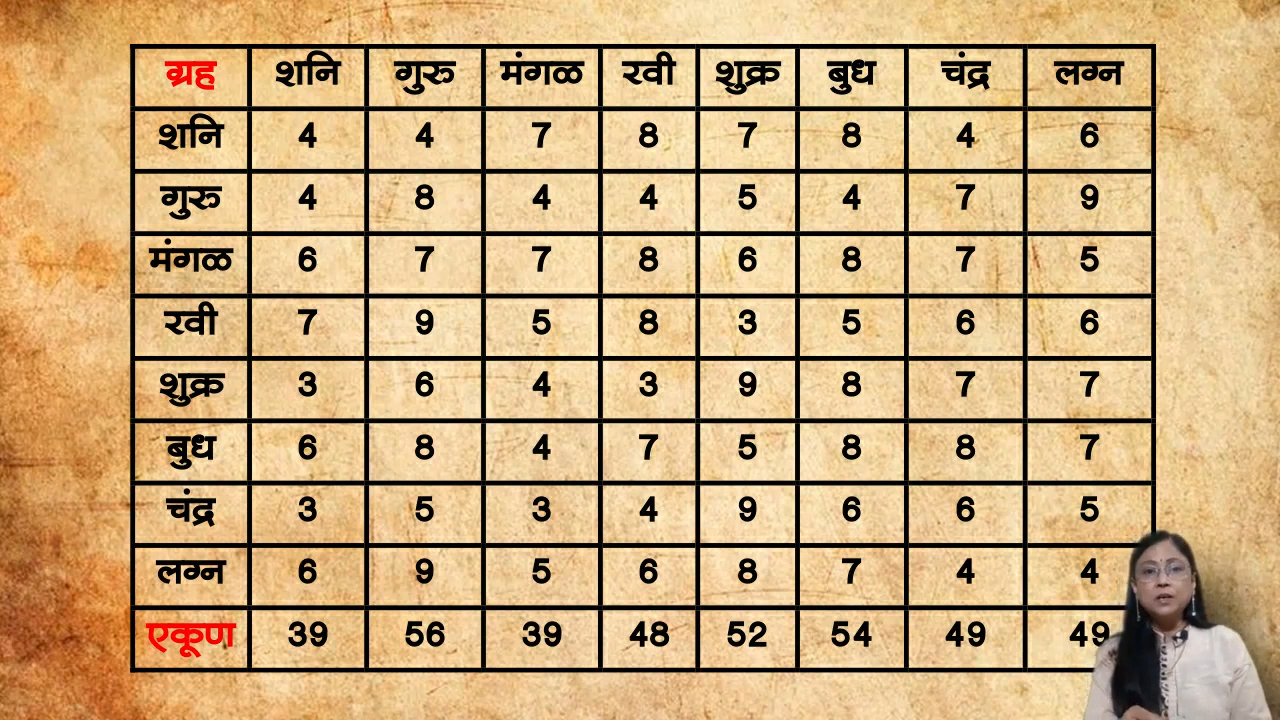 ग्रह शनि गुरु मंगळ रवी शुक्र बुध चंद्र लग्न
शनि 4 4 7 8 7 8 4 6
गुरु 4 8 4 4 5 4 7 9
मंगळ 6 7 7 8 6 8 7 5
रवी 7 9 5 8 3 5 6 6
शुक्र 3 6 4 3 9 8 7 7
बुध 6 8 4 7 5 8 8 7
चंद्र 3 5 3 4 9 6 6 5
लग्न 6 9 5 6 8 7 4 4
एकूण 39 56 39 48 52 54 49 49